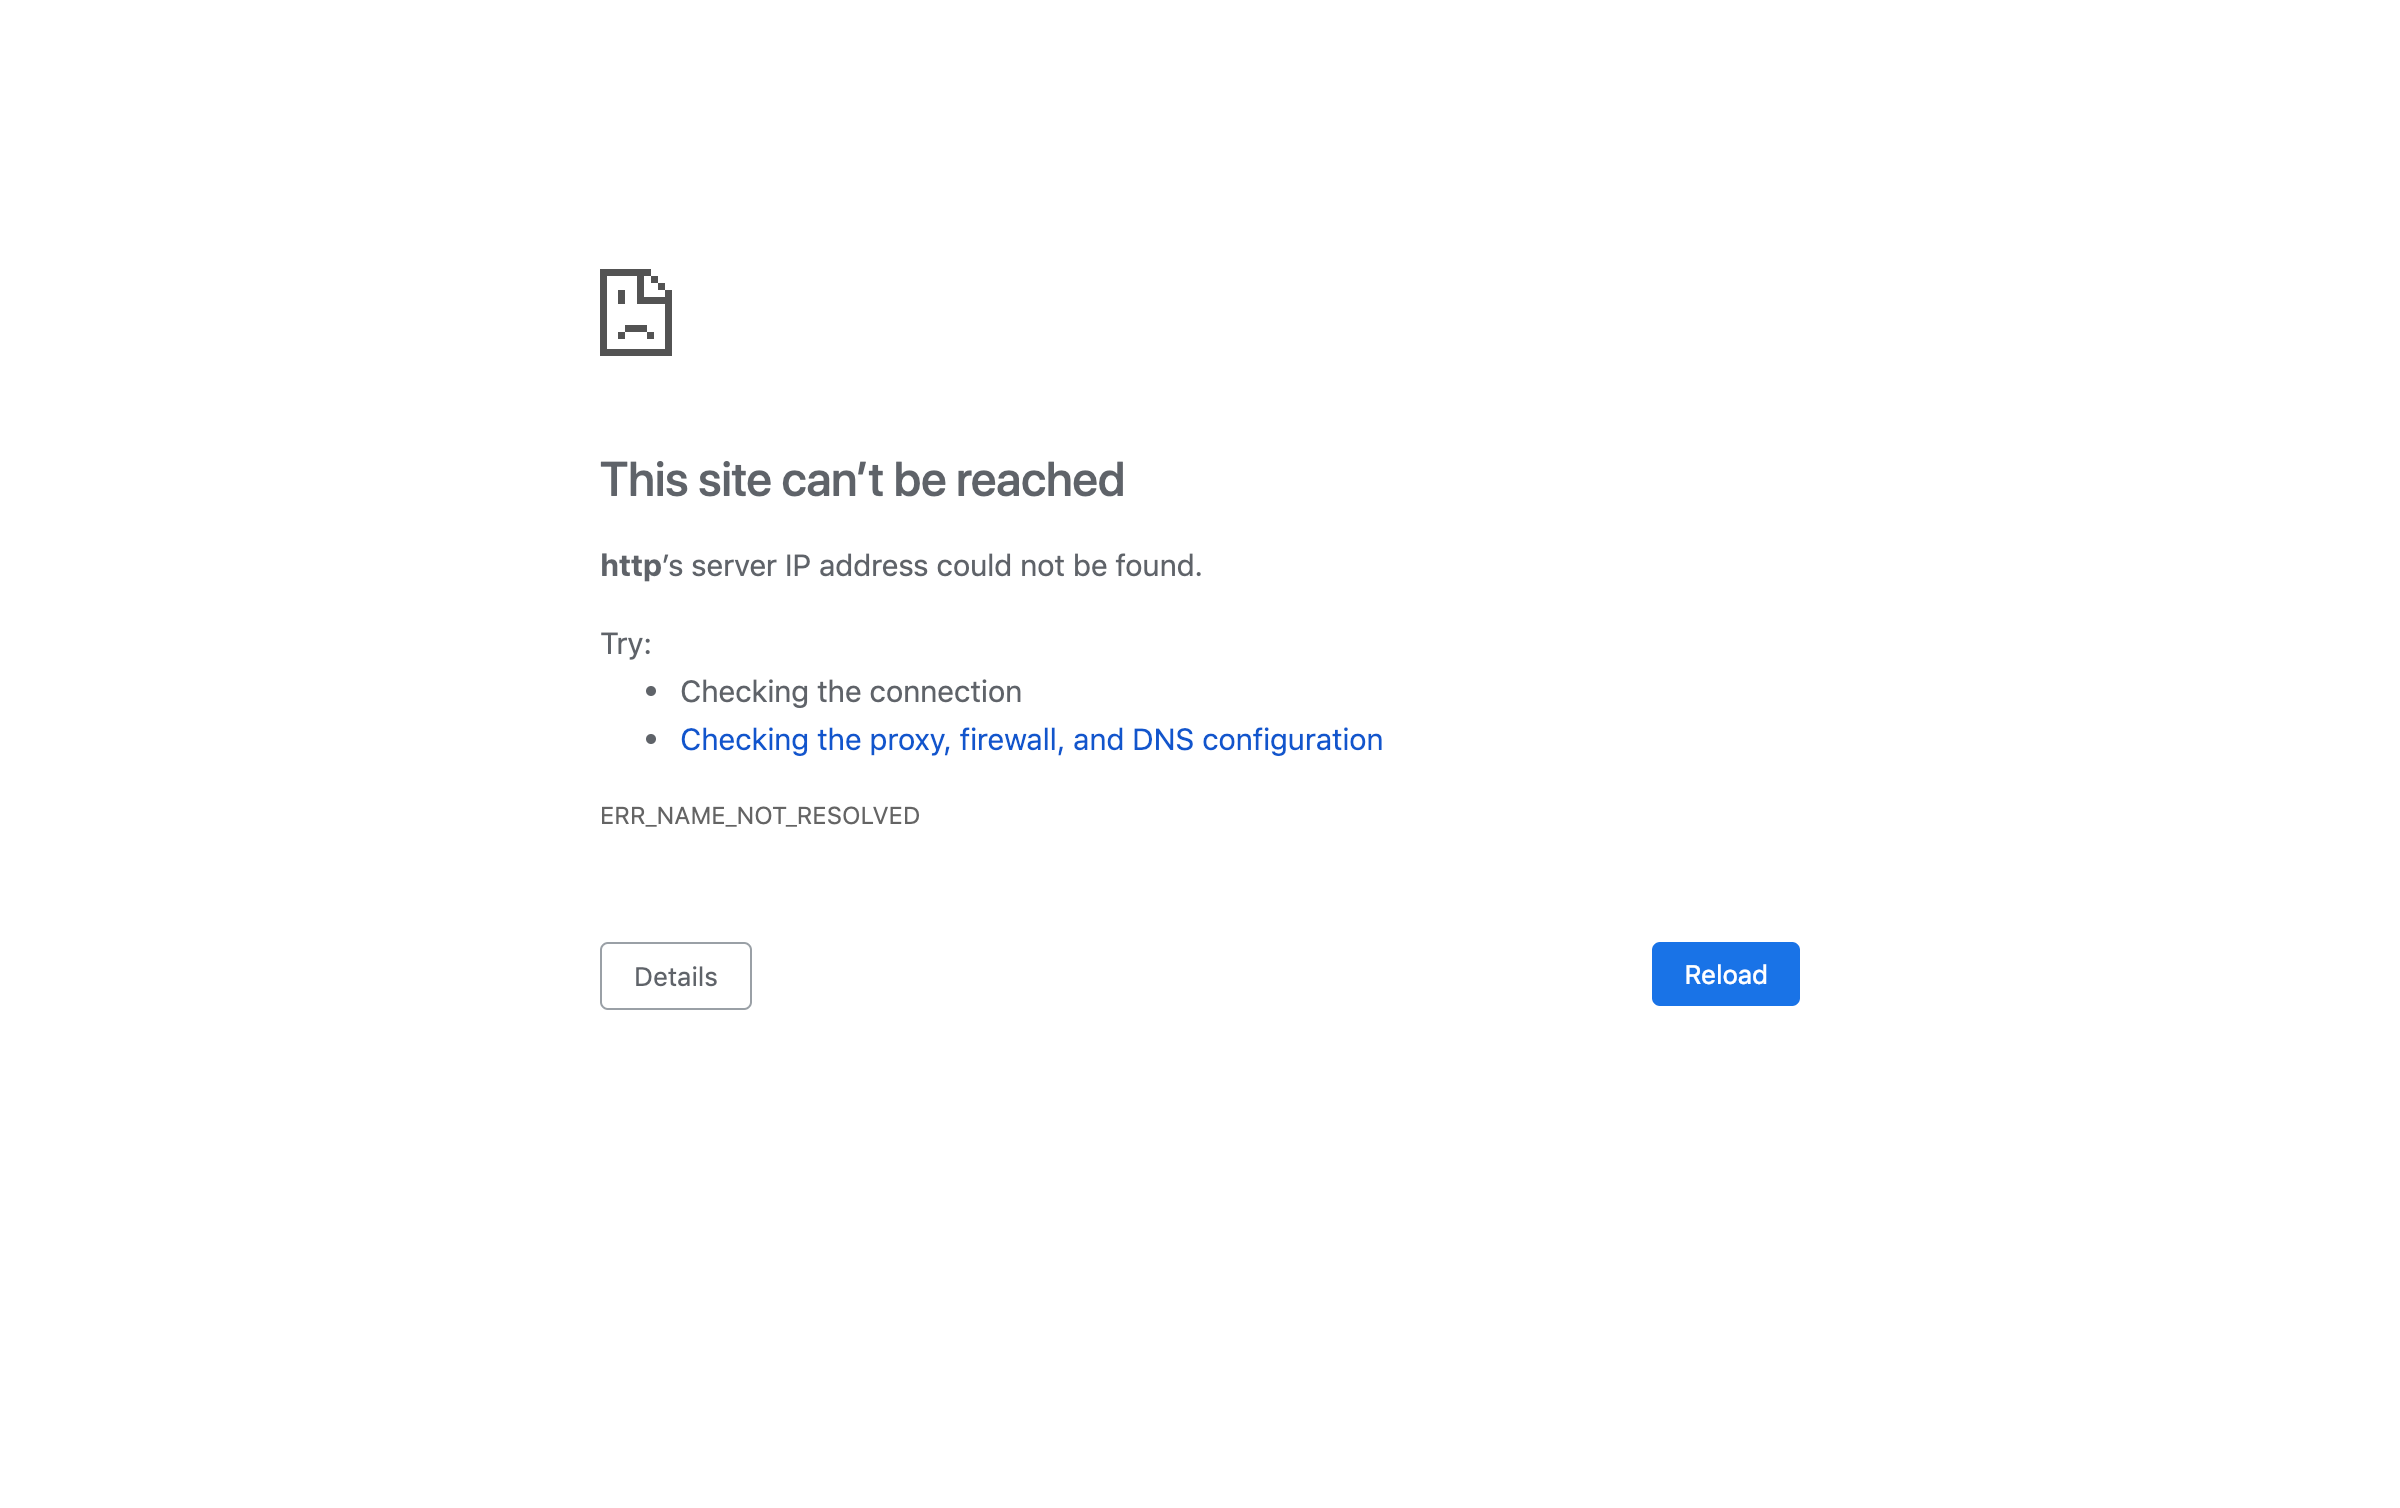 This site can’t be reached
http’s server IP address could not be found.
Try:
• Checking the connection
• Checking the proxy, firewall, and DNS configuration
ERR_NAME_NOT_RESOLVED
Details
Reload